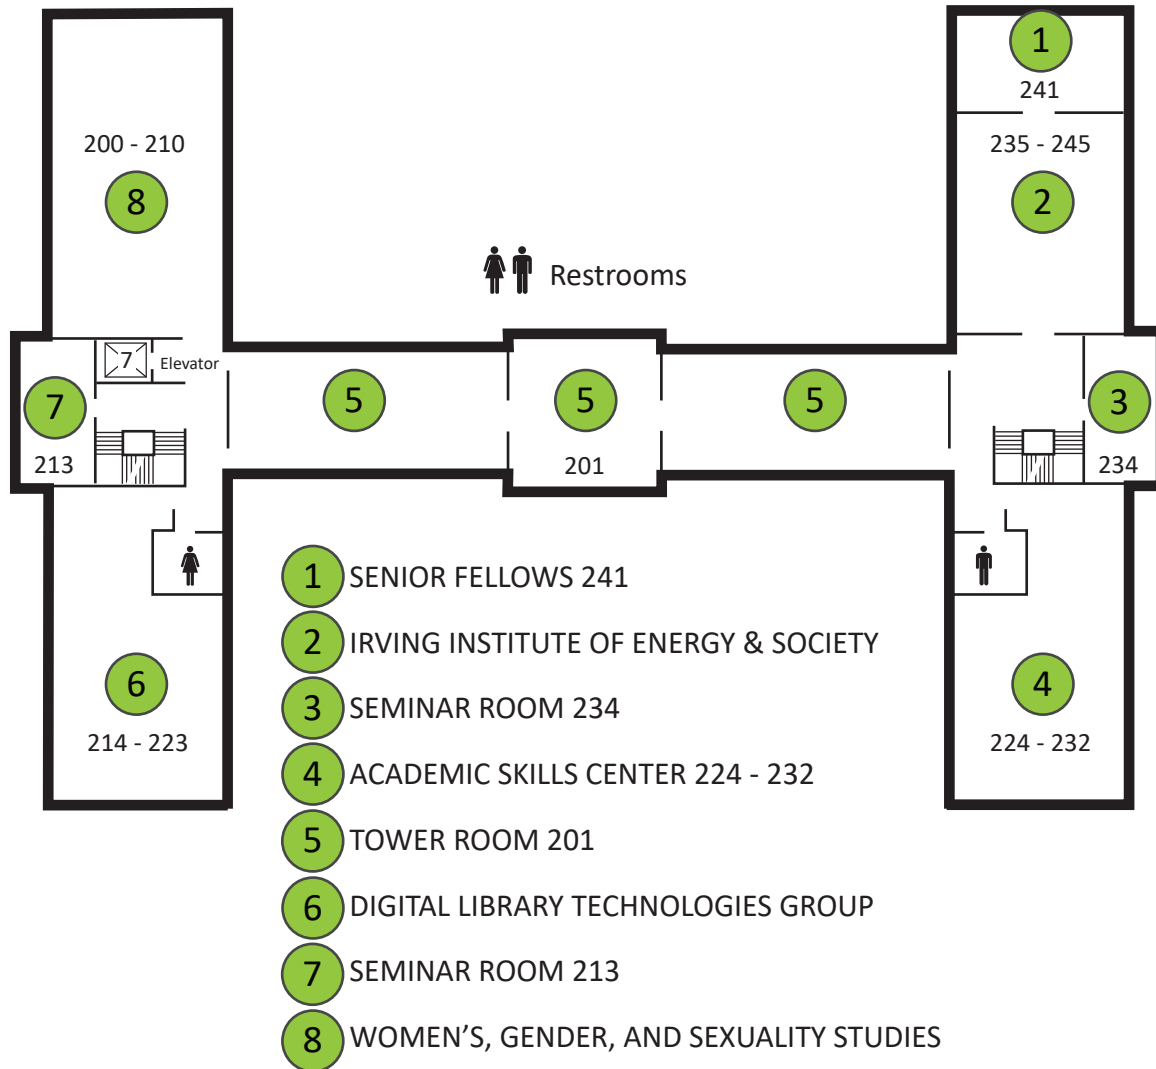 1
241
200 - 210
235 - 245
8
2
Restrooms
7 Elevator
7
5
5
5
3
213
201
234
1 SENIOR FELLOWS 241
2 IRVING INSTITUTE OF ENERGY & SOCIETY
6
4
3 SEMINAR ROOM 234
214 - 223
224 - 232
4 ACADEMIC SKILLS CENTER 224 - 232
5 TOWER ROOM 201
6 DIGITAL LIBRARY TECHNOLOGIES GROUP
7 SEMINAR ROOM 213
8 WOMEN’S, GENDER, AND SEXUALITY STUDIES